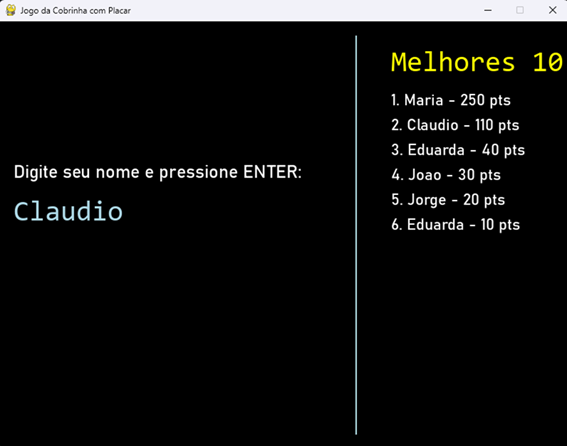 Jogo da Cobrinha com Placar
Digite seu nome e pressione ENTER:
Claudio
Melhores 10
1. Maria - 250 pts
2. Claudio - 110 pts
3. Eduarda - 40 pts
4. Joao - 30 pts
5. Jorge - 20 pts
6. Eduarda - 10 pts